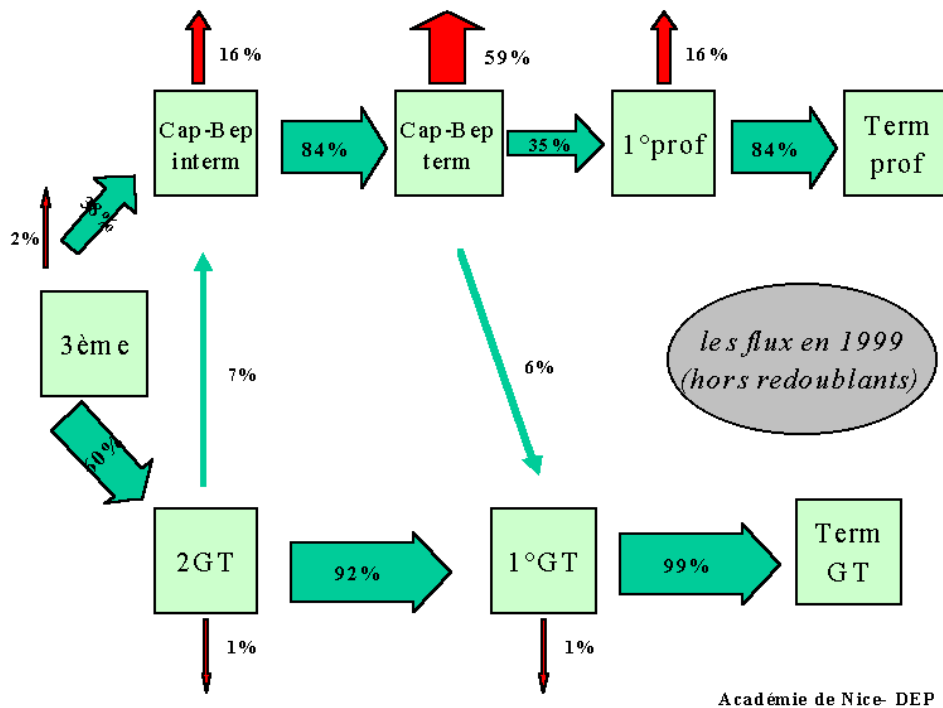 16%
59%
16%
Cap-Bep
interm
84%
Cap-Bep
term
35%
1°prof
84%
Term
prof
2%
38%
3ème
7%
6%
les flux en 1999
(hors redoublants)
60%
2GT
92%
1°GT
99%
Term
GT
1%
1%
Académie de Nice- DEP